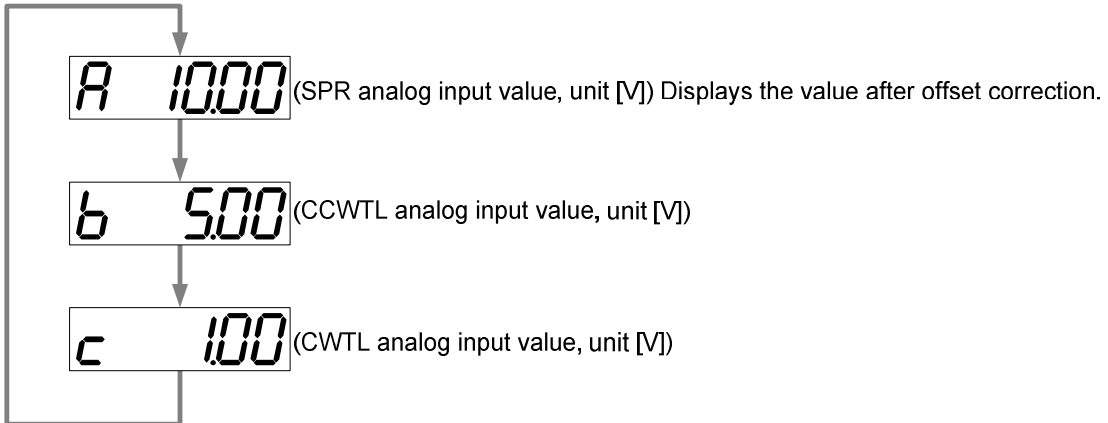 A 10.00 (SPR analog input value, unit [V]) Displays the value after offset correction.
b 5.00 (CCWTL analog input value, unit [V])
c 1.00 (CWTL analog input value, unit [V])